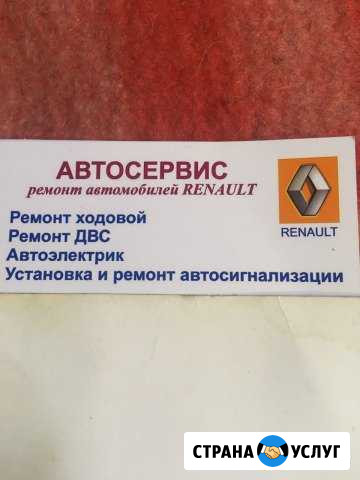 АВТОСЕРВИС
ремонт автомобилей RENAULT
RENAULT
Ремонт ходовой
Ремонт ДВС
Автоэлектрик
Установка и ремонт автосигнализации
СТРАНА УСЛУГ